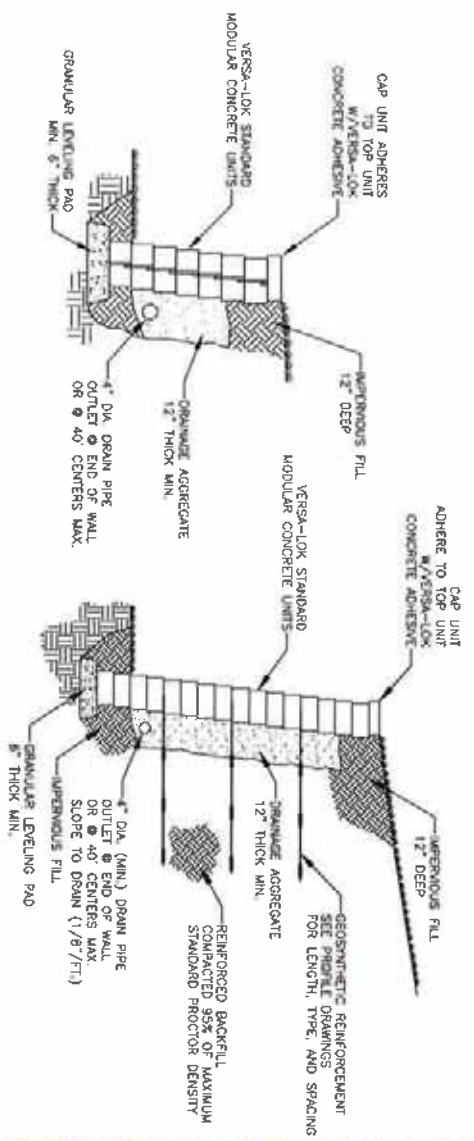 CAP UNIT ADHERES
TO TOP UNIT
W/VERSA-LOK
CONCRETE ADHESIVE
VERSA-LOK STANDARD
MODULAR CONCRETE
UNITS
GRANULAR LEVELING PAD
MIN. 6" THICK
IMPERVIOUS FILL
12" DEEP
DRAINAGE AGGREGATE
12" THICK MIN.
4" DIA. DRAIN PIPE
OUTLET @ END OF WALL
OR @ 40' CENTERS MAX.
CAP UNIT
ADHERE TO TOP UNIT
W/VERSA-LOK
CONCRETE ADHESIVE
VERSA-LOK STANDARD
MODULAR CONCRETE UNITS
IMPERVIOUS FILL
12" DEEP
GEOSYNTHETIC REINFORCEMENT
SEE PROFILE DRAWINGS
FOR LENGTH, TYPE, AND SPACING
DRAINAGE AGGREGATE
12" THICK MIN.
REINFORCED BACKFILL
COMPACTED 95% OF MAXIMUM
STANDARD PROCTOR DENSITY
4" DIA. (MIN.) DRAIN PIPE
OUTLET @ END OF WALL
OR @ 40' CENTERS MAX.
SLOPE TO DRAIN (1/8"/FT.)
IMPERVIOUS FILL
GRANULAR LEVELING PAD
6" THICK MIN.